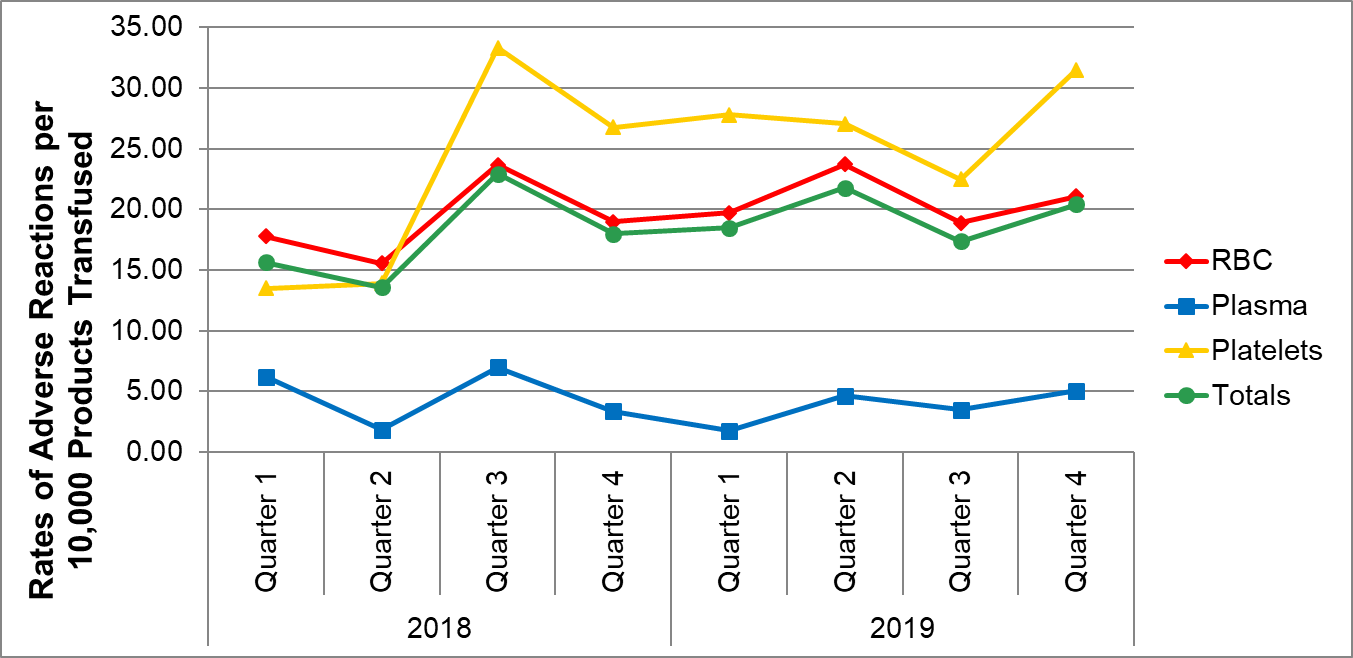 Rates of Adverse Reactions per
10,000 Products Transfused
35.00
30.00
25.00
20.00
15.00
10.00
5.00
0.00
Quarter 1
Quarter 2
Quarter 3
Quarter 4
Quarter 1
Quarter 2
Quarter 3
Quarter 4
2018
2019
RBC
Plasma
Platelets
Totals